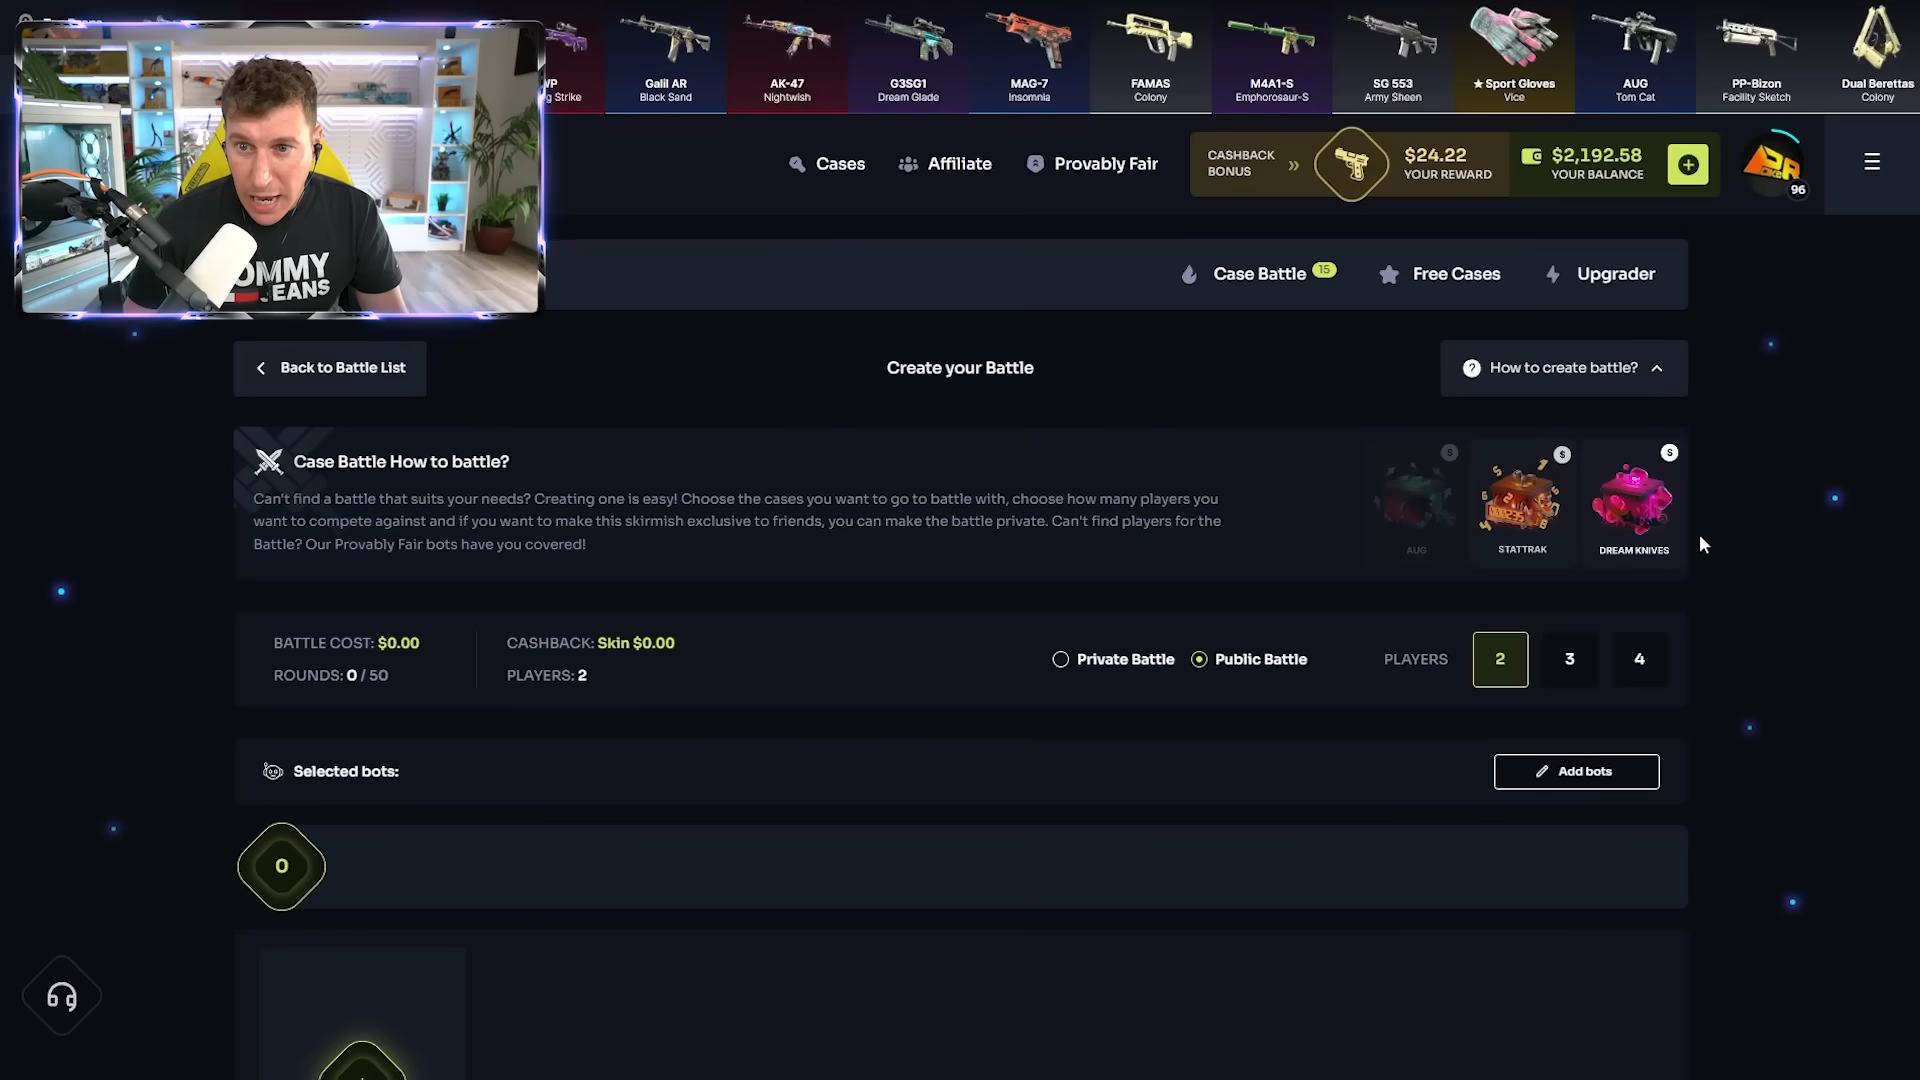 Galil AR
Black Sand
AK-47
Nightwish
G3SG1
Dream Glade
MAG-7
Insomnia
FAMAS
Colony
M4A1-S
Emphorosaur-S
SG 553
Army Sheen
★ Sport Gloves
Vice
AUG
Tom Cat
PP-Bizon
Facility Sketch
Dual Berettas
Colony
Strike
Cases
Affiliate
Provably Fair
CASHBACK
BONUS
$24.22
YOUR REWARD
$2,192.58
YOUR BALANCE
96
OMMY
JEANS
Case Battle 15
Free Cases
Upgrader
Back to Battle List
Create your Battle
How to create battle?
Case Battle How to battle?
Can't find a battle that suits your needs? Creating one is easy! Choose the cases you want to go to battle with, choose how many players you
want to compete against and if you want to make this skirmish exclusive to friends, you can make the battle private. Can't find players for the
Battle? Our Provably Fair bots have you covered!
AUG
STATTRAK
DREAM KNIVES
BATTLE COST: $0.00
ROUNDS: 0 / 50
CASHBACK: Skin $0.00
PLAYERS: 2
Private Battle
Public Battle
PLAYERS
2
3
4
Selected bots:
Add bots
0